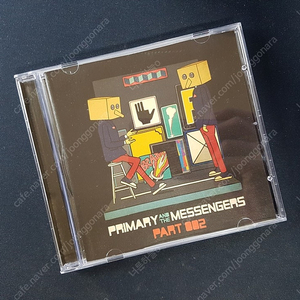 PRIMARY AND THE MESSENGERS
PART 002
cafe.naver.com/joonggonara